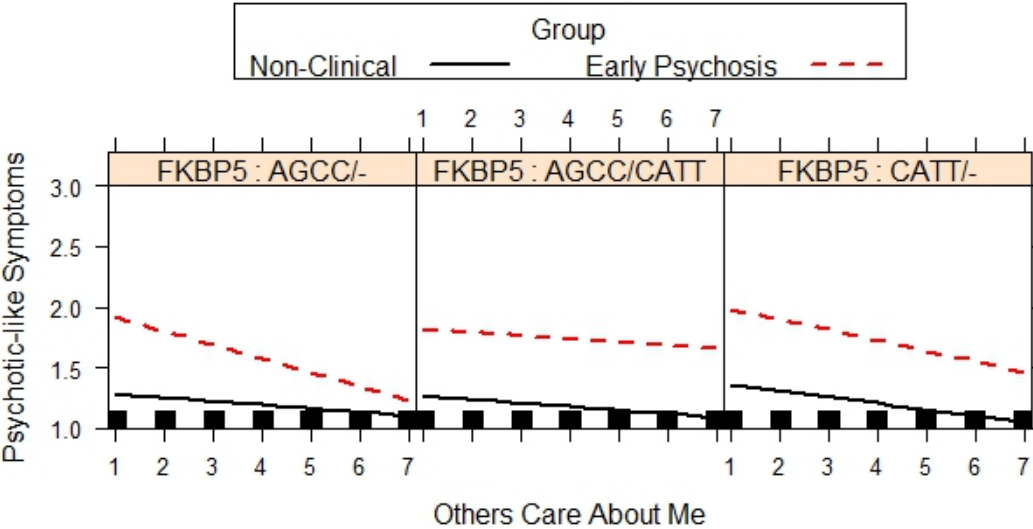 Group
Non-Clinical Early Psychosis
1 2 3 4 5 6 7
FKBP5 : AGCC/- FKBP5 : AGCC/CATT FKBP5 : CATT/-
Psychotic-like Symptoms
3.0
2.5
2.0
1.5
1.0
1 2 3 4 5 6 7 1 2 3 4 5 6 7
Others Care About Me